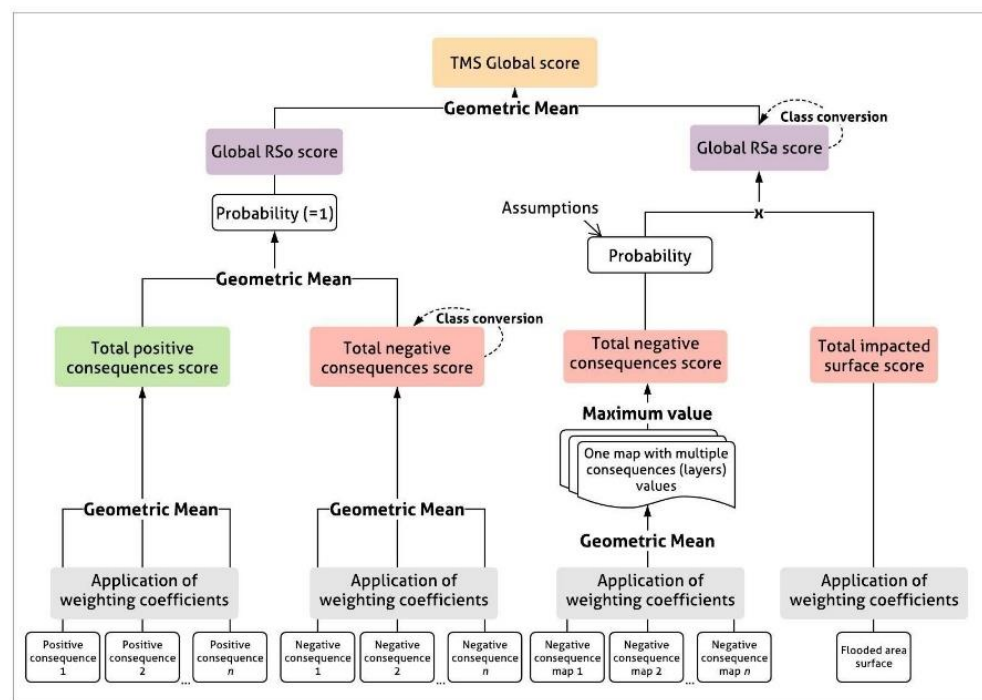 TMS Global score
Geometric Mean
Class conversion
Global RSo score
Global RSa score
Probability (=1)
Assumptions
x
Probability
Geometric Mean
Class conversion
Total positive
consequences score
Total negative
consequences score
Total negative
consequences score
Total impacted
surface score
Maximum value
One map with multiple
consequences (layers)
values
Geometric Mean
Geometric Mean
Geometric Mean
Application of
weighting coefficients
Application of
weighting coefficients
Application of
weighting coefficients
Application of
weighting coefficients
Positive
consequence
1
Positive
consequence
2
...
Positive
consequence
n
Negative
consequence
1
Negative
consequence
2
...
Negative
consequence
n
Negative
consequence
map 1
Negative
consequence
map 2
...
Negative
consequence
map n
Flooded area
surface